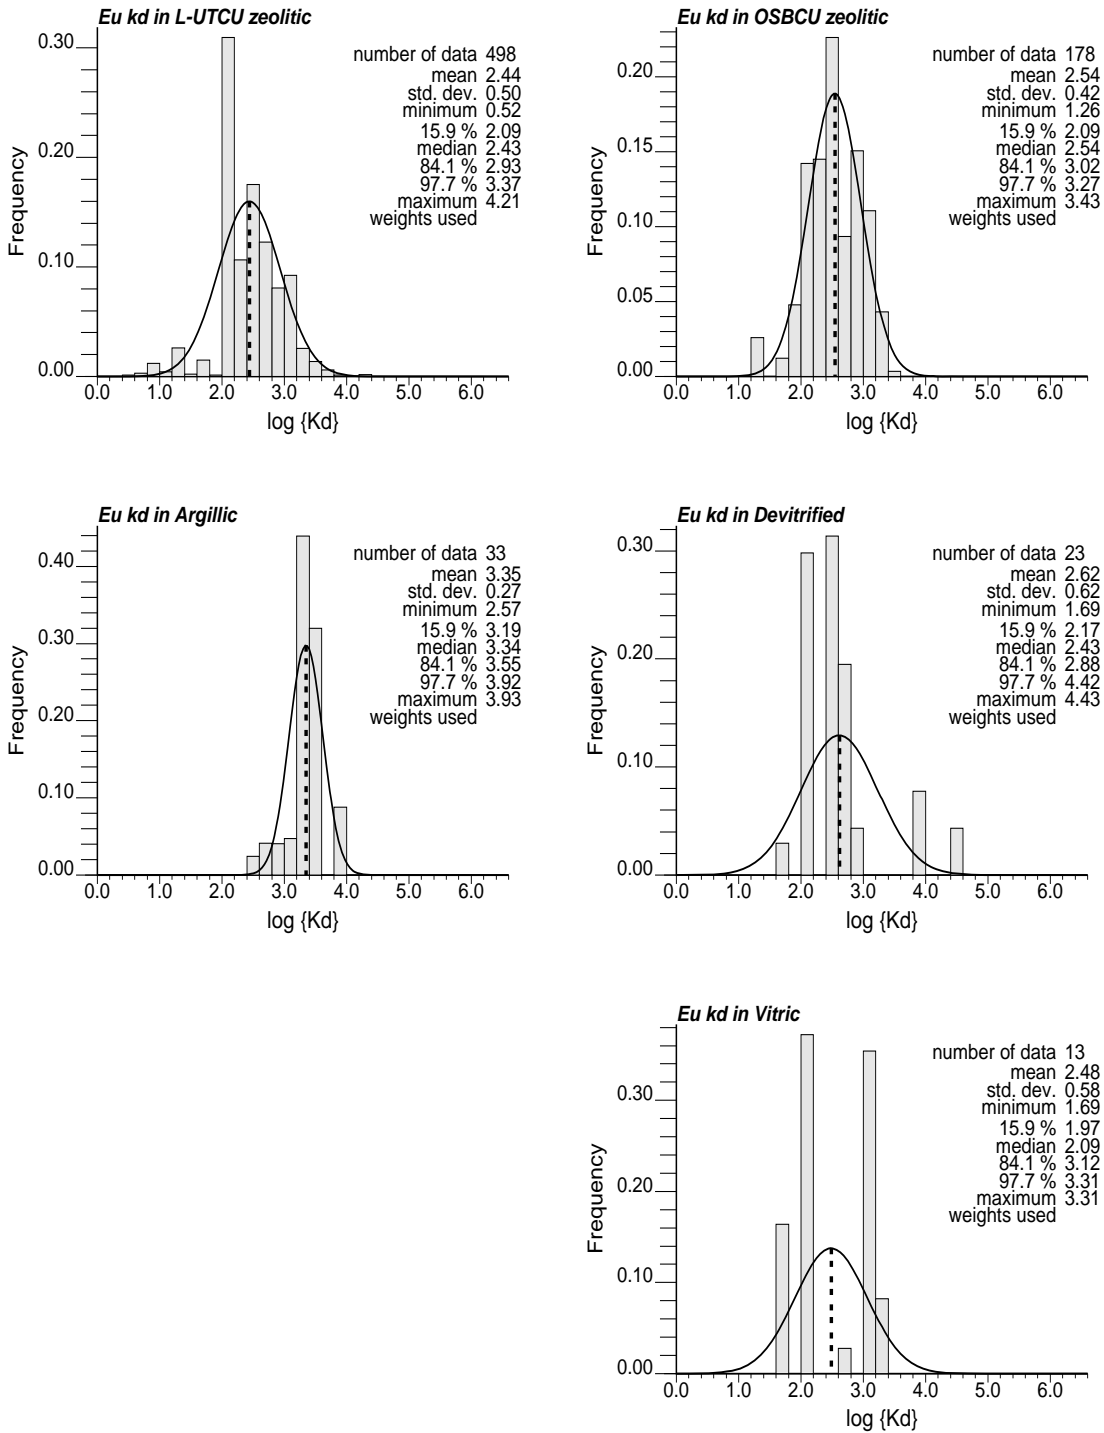 Eu kd in L-UTCU zeolitic
Frequency
0.30
0.20
0.10
0.00
0.0 1.0 2.0 3.0 4.0 5.0 6.0
log {Kd}
number of data 498
mean 2.44
std. dev. 0.50
minimum 0.52
15.9 % 2.09
median 2.43
84.1 % 2.93
97.7 % 3.37
maximum 4.21
weights used
Eu kd in OSBCU zeolitic
Frequency
0.20
0.15
0.10
0.05
0.00
0.0 1.0 2.0 3.0 4.0 5.0 6.0
log {Kd}
number of data 178
mean 2.54
std. dev. 0.42
minimum 1.26
15.9 % 2.09
median 2.54
84.1 % 3.02
97.7 % 3.27
maximum 3.43
weights used
Eu kd in Argillic
Frequency
0.40
0.30
0.20
0.10
0.00
0.0 1.0 2.0 3.0 4.0 5.0 6.0
log {Kd}
number of data 33
mean 3.35
std. dev. 0.27
minimum 2.57
15.9 % 3.19
median 3.34
84.1 % 3.55
97.7 % 3.92
maximum 3.93
weights used
Eu kd in Devitrified
Frequency
0.30
0.20
0.10
0.00
0.0 1.0 2.0 3.0 4.0 5.0 6.0
log {Kd}
number of data 23
mean 2.62
std. dev. 0.62
minimum 1.69
15.9 % 2.17
median 2.43
84.1 % 2.88
97.7 % 4.42
maximum 4.43
weights used
Eu kd in Vitric
Frequency
0.30
0.20
0.10
0.00
0.0 1.0 2.0 3.0 4.0 5.0 6.0
log {Kd}
number of data 13
mean 2.48
std. dev. 0.58
minimum 1.69
15.9 % 1.97
median 2.09
84.1 % 3.12
97.7 % 3.31
maximum 3.31
weights used